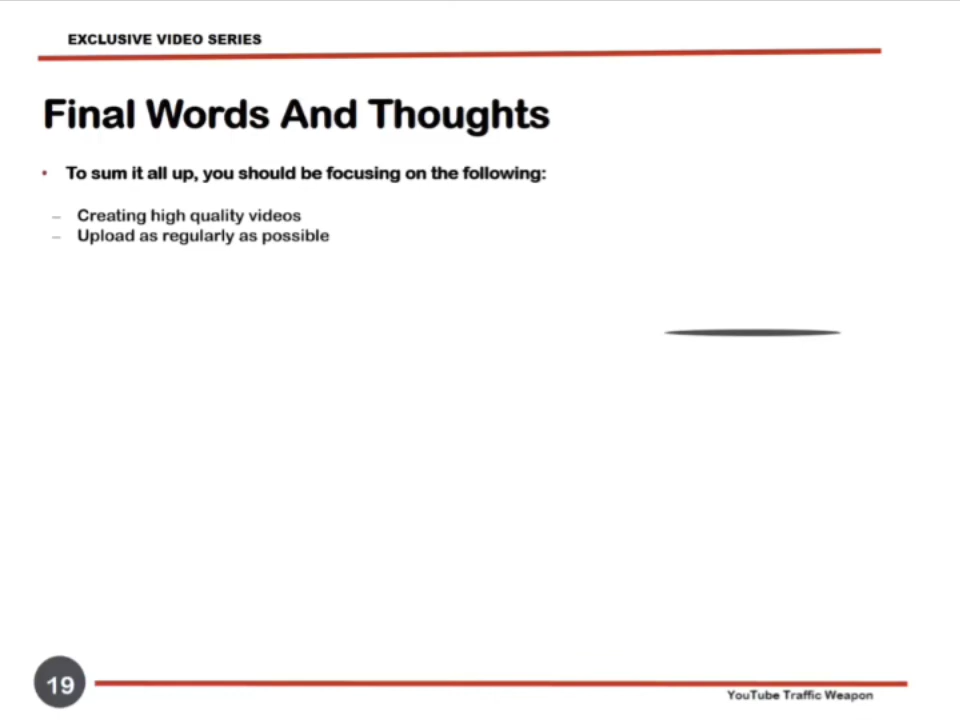 EXCLUSIVE VIDEO SERIES
Final Words And Thoughts
• To sum it all up, you should be focusing on the following:
– Creating high quality videos
– Upload as regularly as possible
19
YouTube Traffic Weapon